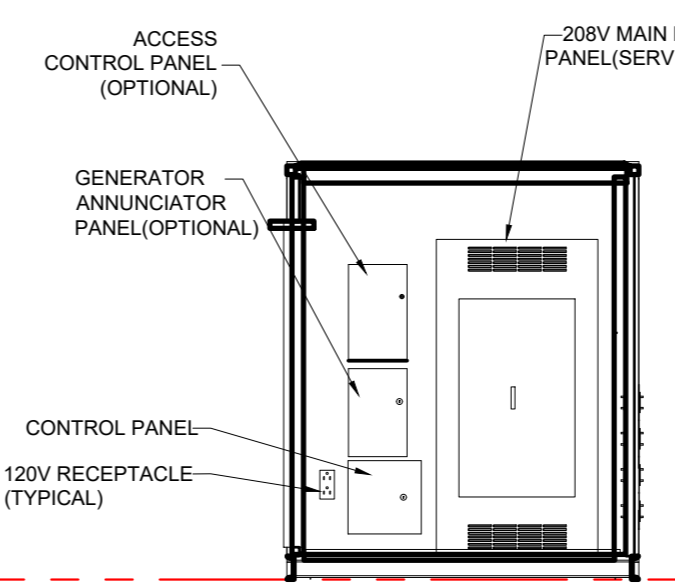 ACCESS
CONTROL PANEL
(OPTIONAL)
208V MAIN
PANEL(SERV
GENERATOR
ANNUNCIATOR
PANEL(OPTIONAL)
CONTROL PANEL
120V RECEPTACLE
(TYPICAL)